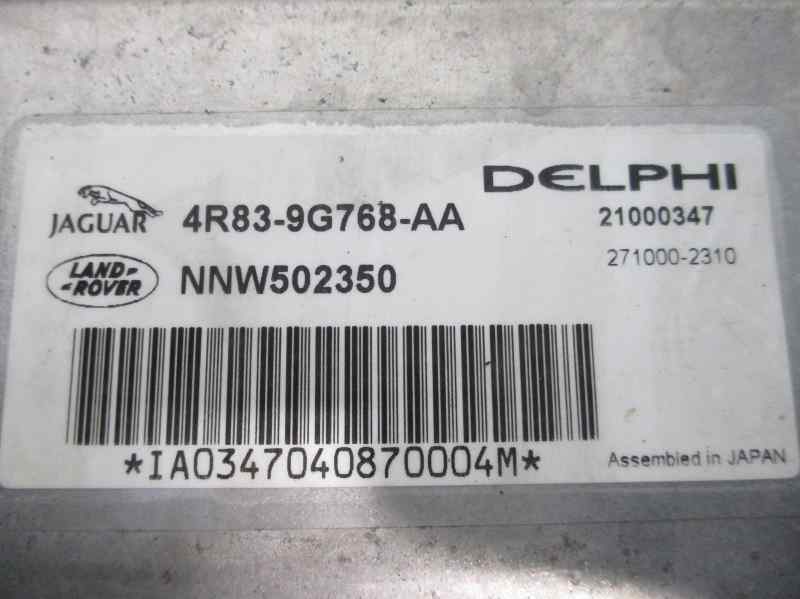 DELPHI
JAGUAR 4R83-9G768-AA 21000347
271000-2310
LAND-
-ROVER
NNW502350
*IA0347040870004M*
Assembled in JAPAN